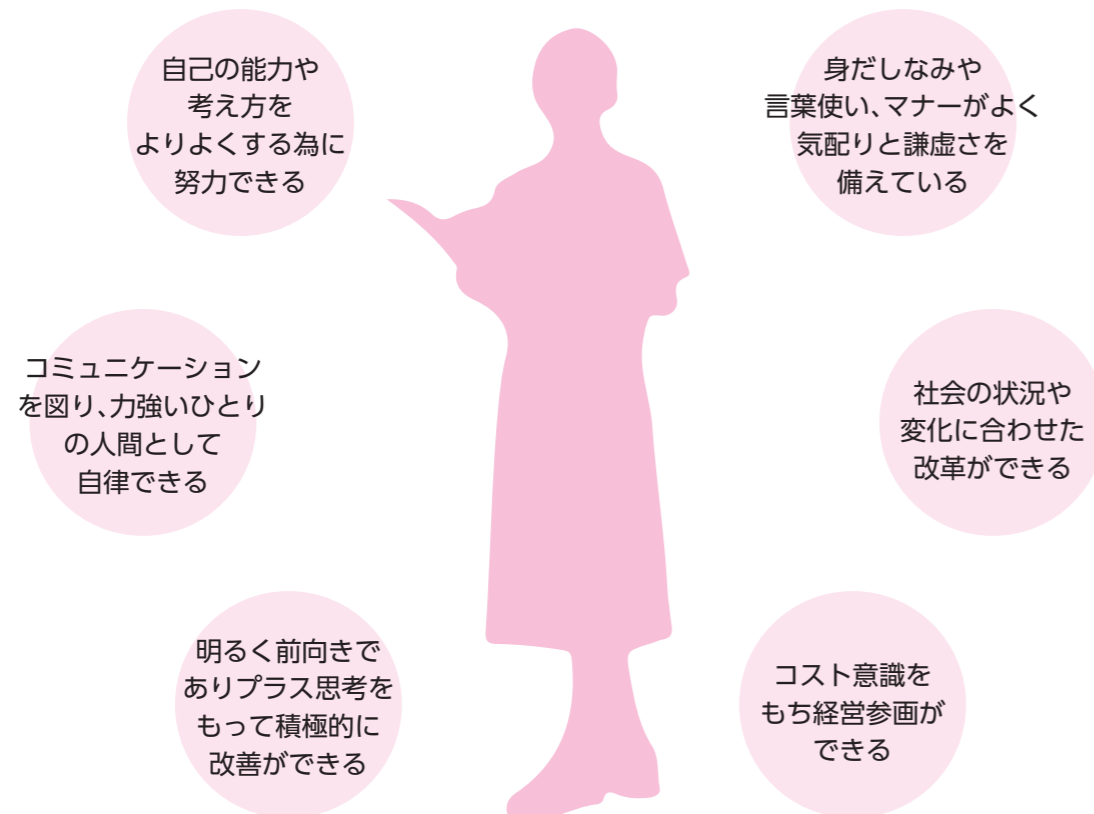 自己の能力や
考え方を
よりよくする為に
努力できる
身だしなみや
言葉使い、マナーがよく
気配りと謙虚さを
備えている
コミュニケーション
を図り、力強いひとり
の人間として
自律できる
社会の状況や
変化に合わせた
改革ができる
明るく前向きで
ありプラス思考を
もって積極的に
改善ができる
コスト意識を
もち経営参画が
できる